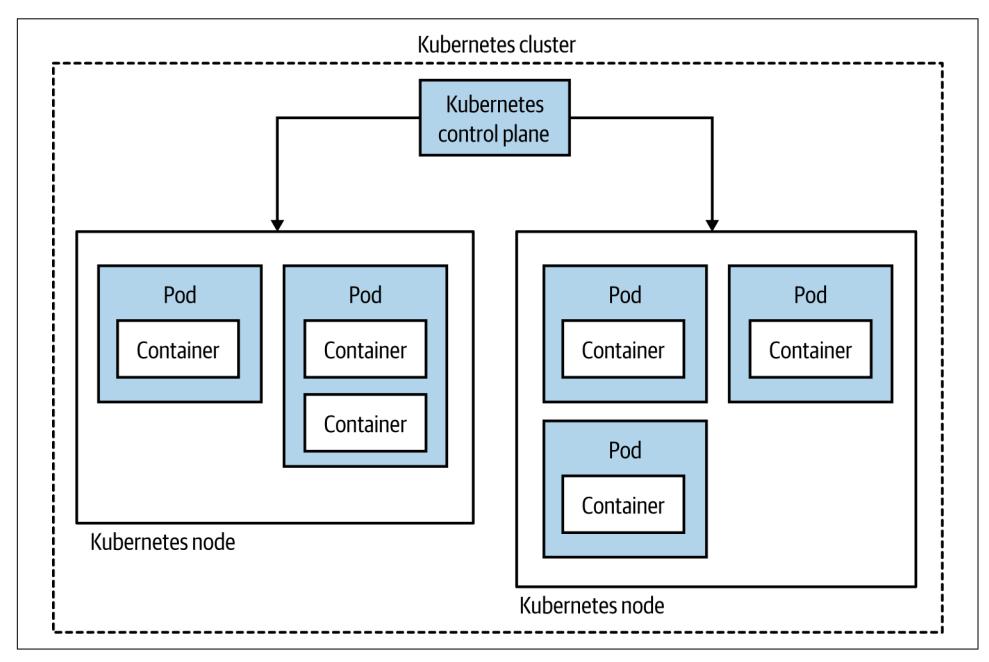 Kubernetes cluster
Kubernetes
control plane
Pod
Container
Pod
Container
Container
Kubernetes node
Pod
Container
Pod
Container
Pod
Container
Kubernetes node